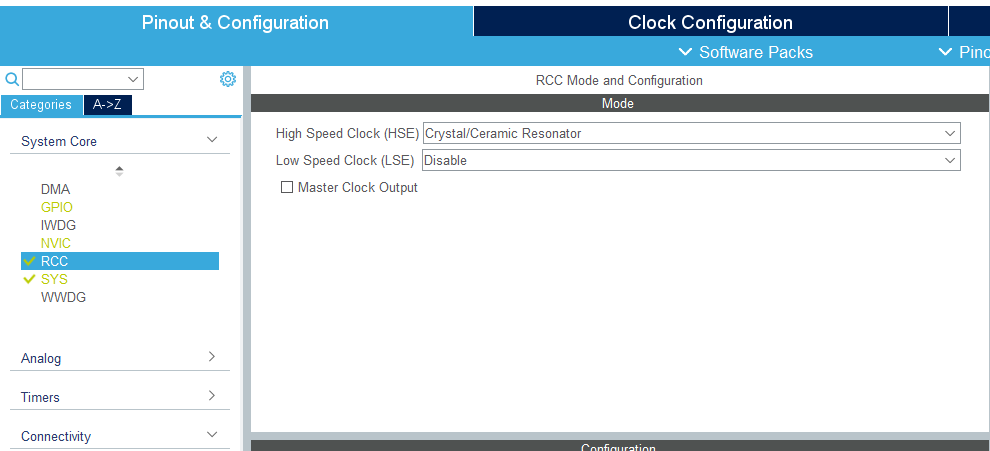 Pinout & Configuration
Clock Configuration
Software Packs
Pino
RCC Mode and Configuration
Categories
A->Z
Mode
System Core
High Speed Clock (HSE) Crystal/Ceramic Resonator
Low Speed Clock (LSE) Disable
Master Clock Output
DMA
GPIO
IWDG
NVIC
RCC
SYS
WWDG
Analog
Timers
Connectivity
Configuration